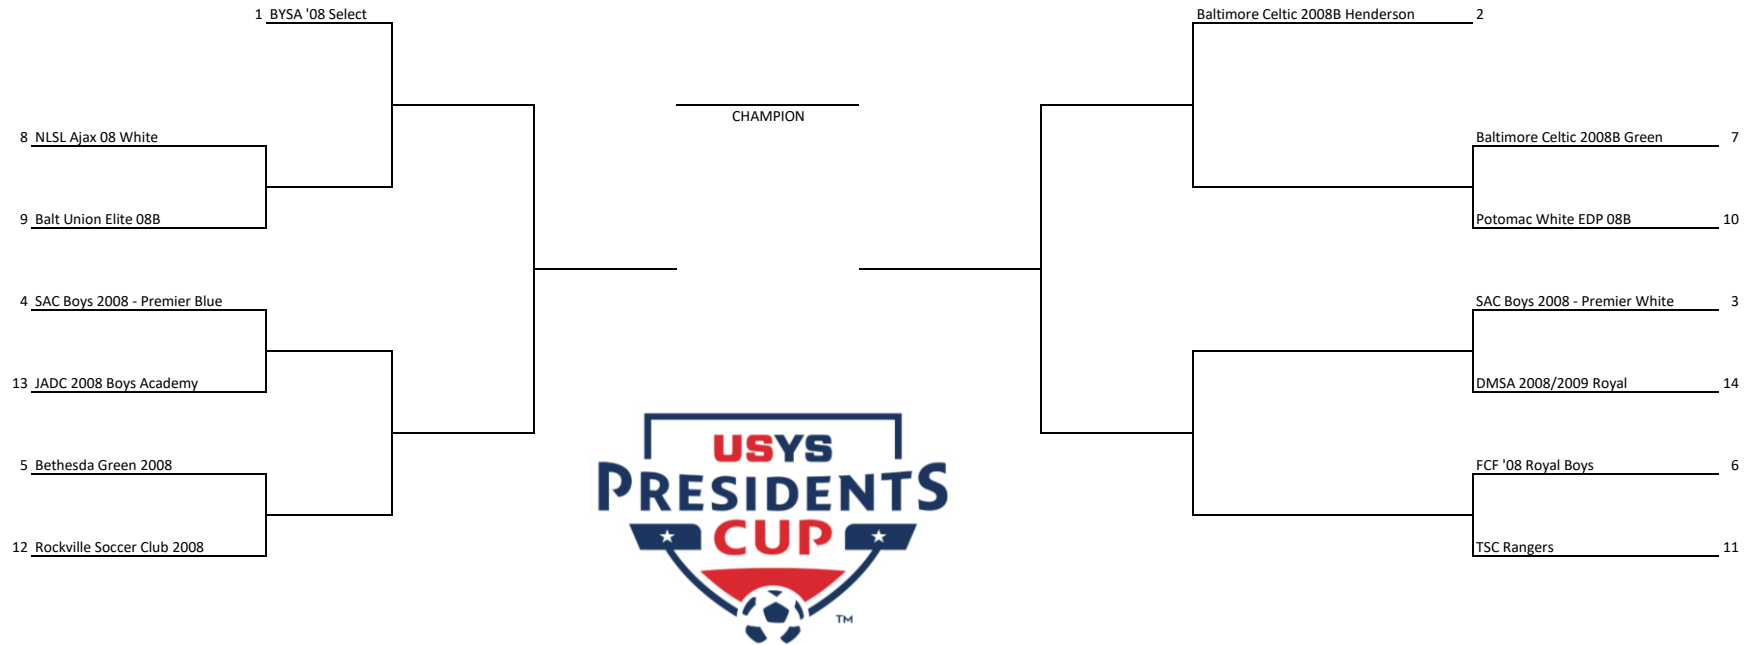 1 BYSA '08 Select
Baltimore Celtic 2008B Henderson 2
CHAMPION
8 NLSL Ajax 08 White
Baltimore Celtic 2008B Green 7
9 Balt Union Elite 08B
Potomac White EDP 08B 10
4 SAC Boys 2008 - Premier Blue
SAC Boys 2008 - Premier White 3
13 JADC 2008 Boys Academy
DMSA 2008/2009 Royal 14
USYS
PRESIDENTS
CUP
TM
5 Bethesda Green 2008
FCF '08 Royal Boys 6
12 Rockville Soccer Club 2008
TSC Rangers 11